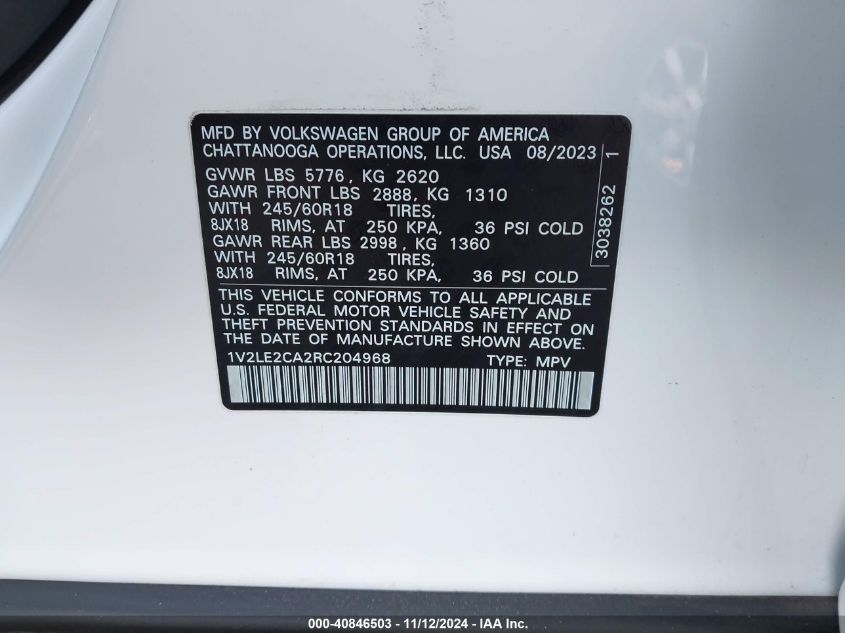 MFD BY VOLKSWAGEN GROUP OF AMERICA
CHATTANOOGA OPERATIONS, LLC. USA 08/2023
GVWR LBS 5776, KG 2620
GAWR FRONT LBS 2888, KG 1310
WITH 245/60R18 TIRES,
8JX18 RIMS, AT 250 KPA, 36 PSI COLD
GAWR REAR LBS 2998, KG 1360
WITH 245/60R18 TIRES,
8JX18 RIMS, AT 250 KPA, 36 PSI COLD
3038262 1
THIS VEHICLE CONFORMS TO ALL APPLICABLE
U.S. FEDERAL MOTOR VEHICLE SAFETY AND
THEFT PREVENTION STANDARDS IN EFFECT ON
THE DATE OF MANUFACTURE SHOWN ABOVE.
1V2LE2CA2RC204968 TYPE: MPV
000-40846503 - 11/12/2024 - www.iaai.com - Copyright IAA, Inc.